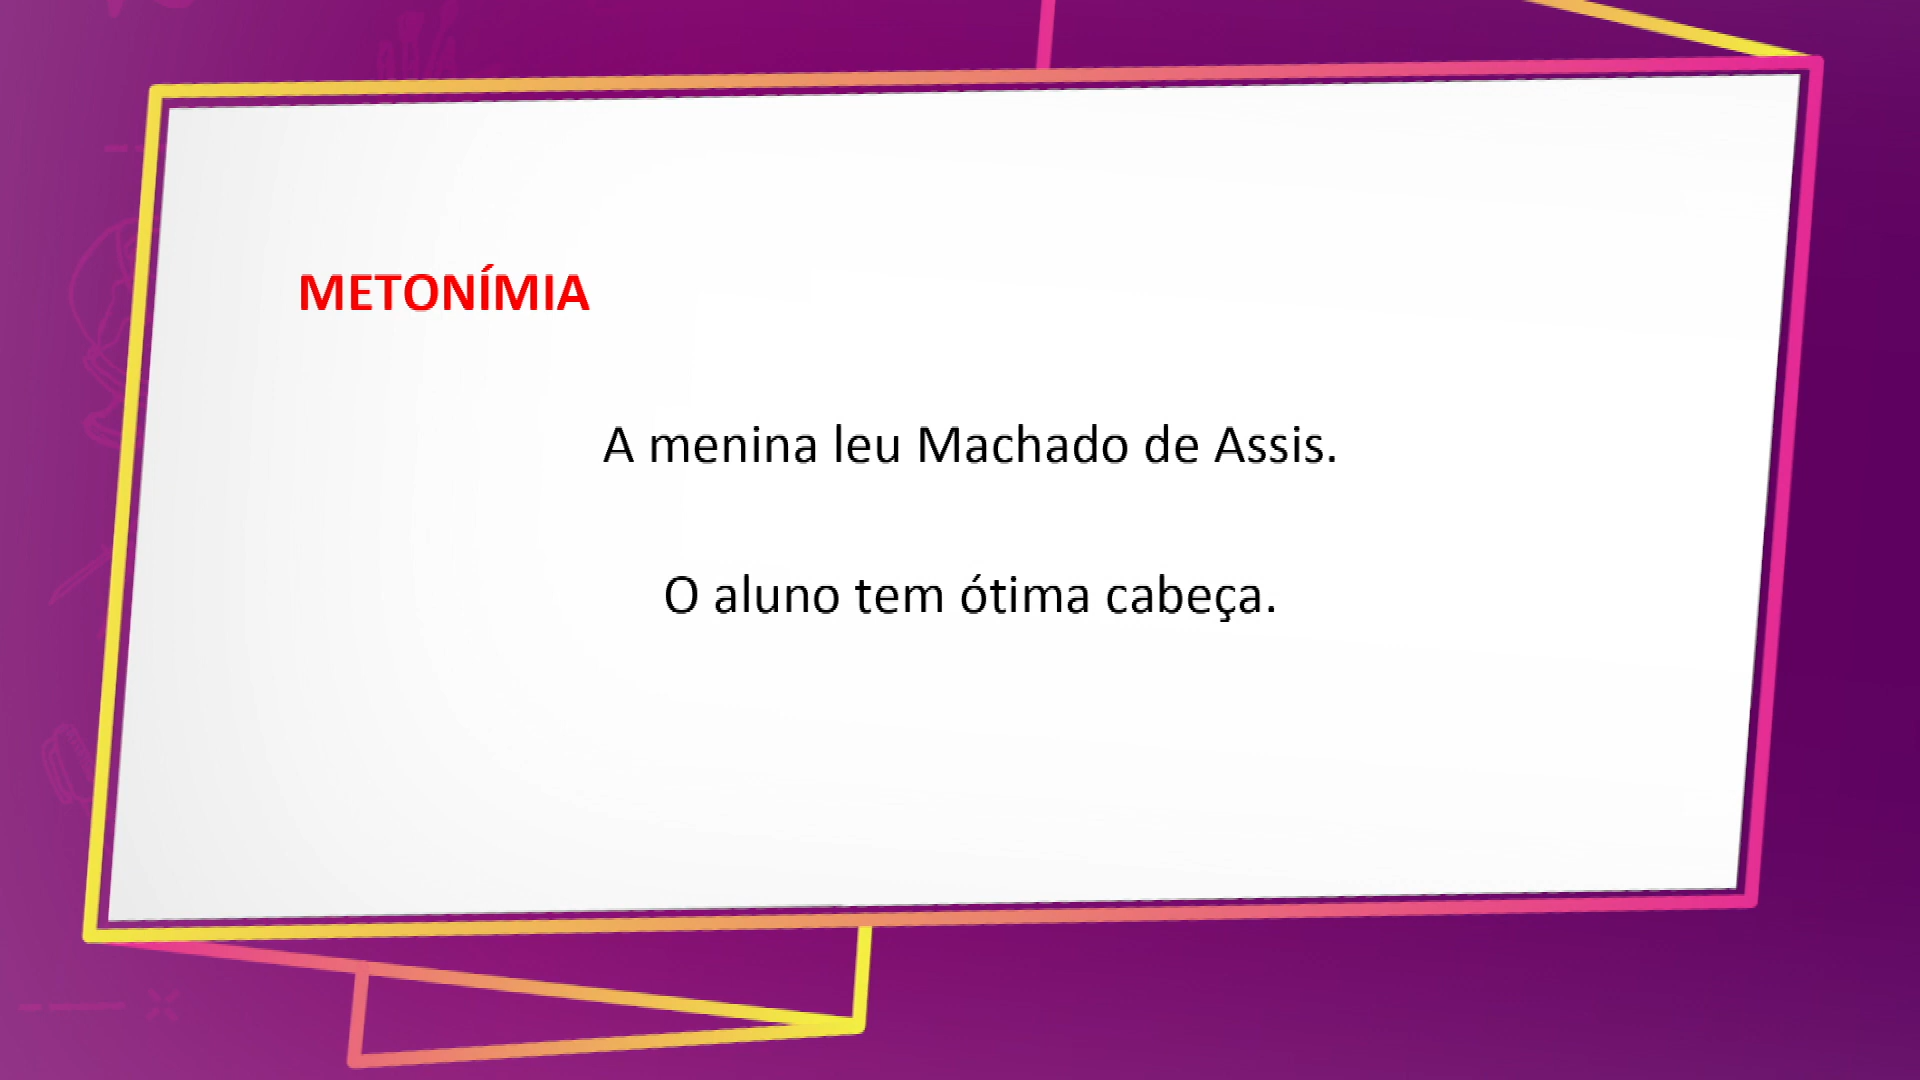 METONÍMIA
A menina leu Machado de Assis.
O aluno tem ótima cabeça.